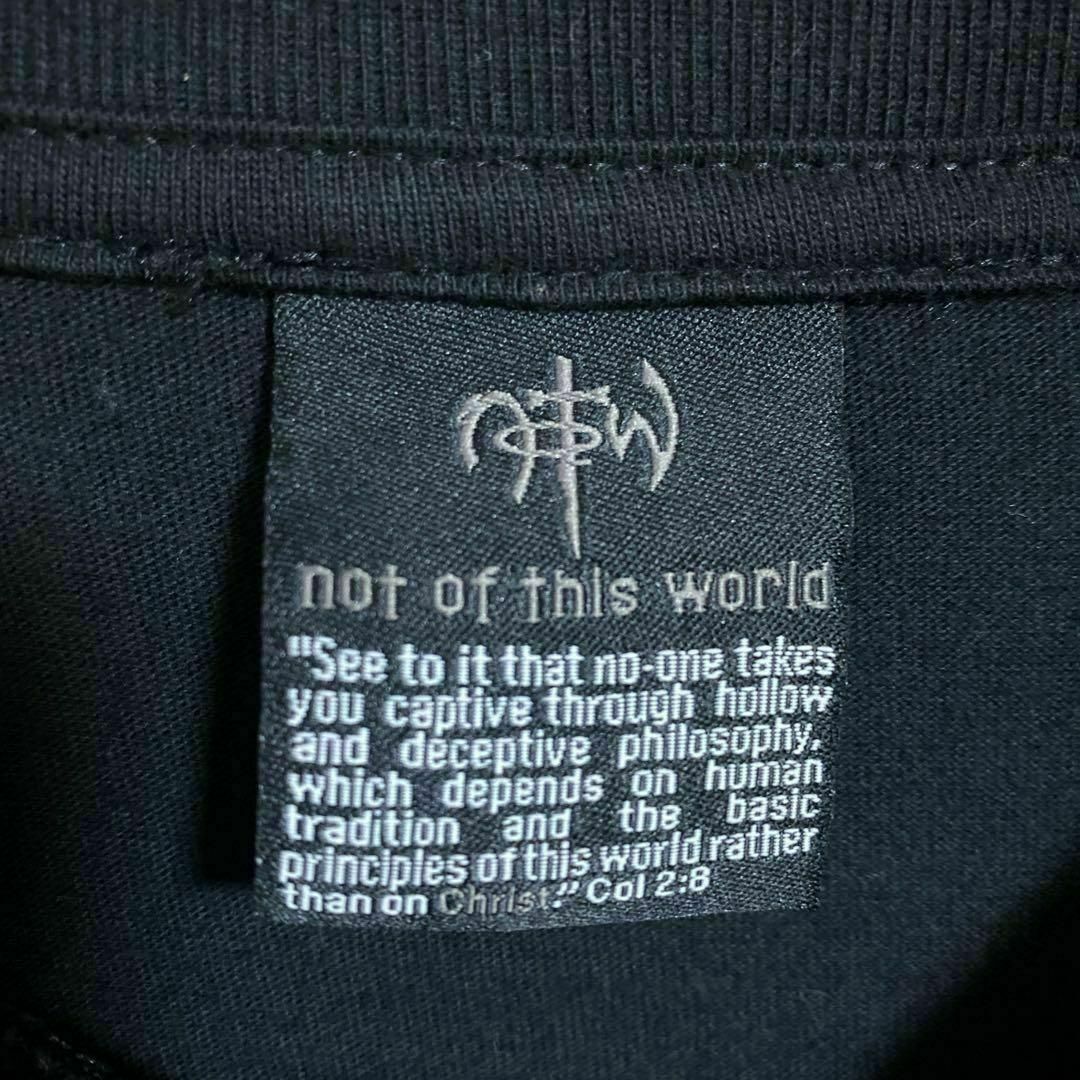 notw
not of this world
"See to it that no-one takes
you captive through hollow
and deceptive philosophy,
which depends on human
tradition and the basic
principles of this world rather
than on Christ." Col 2:8